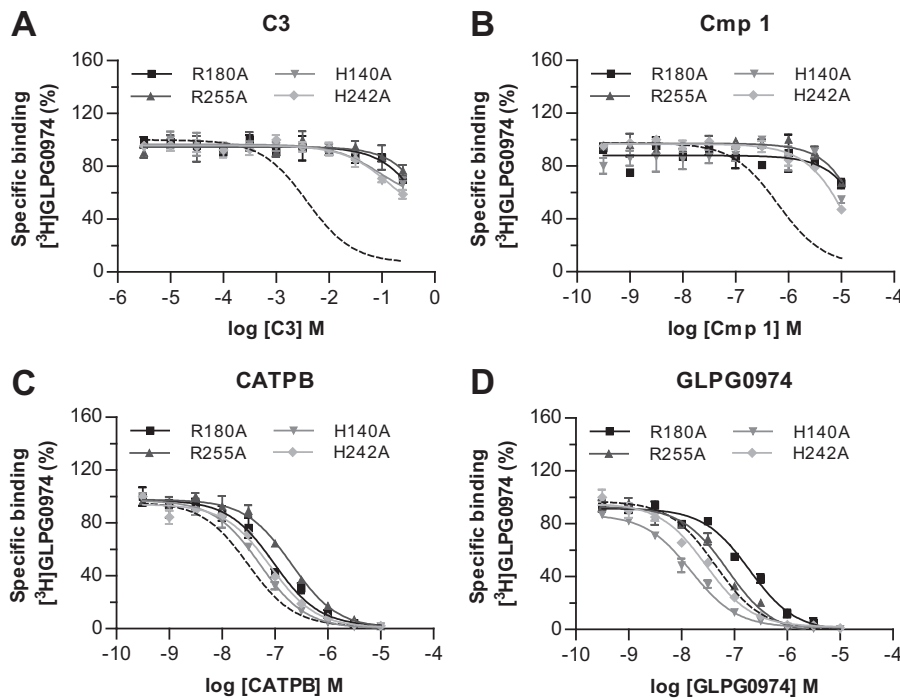 A
C3
Specific binding
[³H]GLPG0974 (%)
160
120
80
40
0
R180A
H140A
R255A
H242A
-6
-5
-4
-3
-2
-1
0
log [C3] M
B
Cmp 1
Specific binding
[³H]GLPG0974 (%)
160
120
80
40
0
R180A
H140A
R255A
H242A
-10
-9
-8
-7
-6
-5
-4
log [Cmp 1] M
C
CATPB
Specific binding
[³H]GLPG0974 (%)
160
120
80
40
0
R180A
H140A
R255A
H242A
-10
-9
-8
-7
-6
-5
-4
log [CATPB] M
D
GLPG0974
Specific binding
[³H]GLPG0974 (%)
160
120
80
40
0
R180A
H140A
R255A
H242A
-10
-9
-8
-7
-6
-5
-4
log [GLPG0974] M